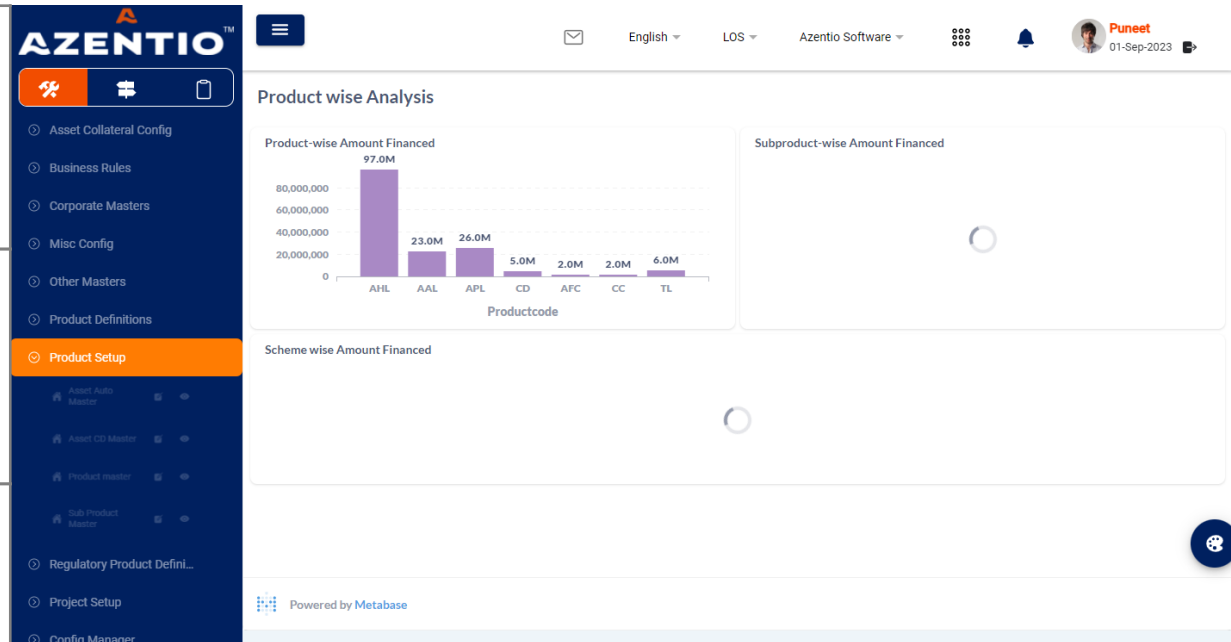 AZENTIO™
English
LOS
Azentio Software
Puneet
01-Sep-2023
Asset Collateral Config
Business Rules
Corporate Masters
Misc Config
Other Masters
Product Definitions
Product Setup
Asset Auto
Master
Asset CD Master
Product master
Sub Product
Master
Regulatory Product Defini...
Project Setup
Config Manager
Product wise Analysis
Product-wise Amount Financed
97.0M
80,000,000
60,000,000
40,000,000
23.0M 26.0M
20,000,000
5.0M 2.0M 2.0M 6.0M
0
AHL AAL APL CD AFC CC TL
Productcode
Subproduct-wise Amount Financed
Scheme wise Amount Financed
Powered by Metabase